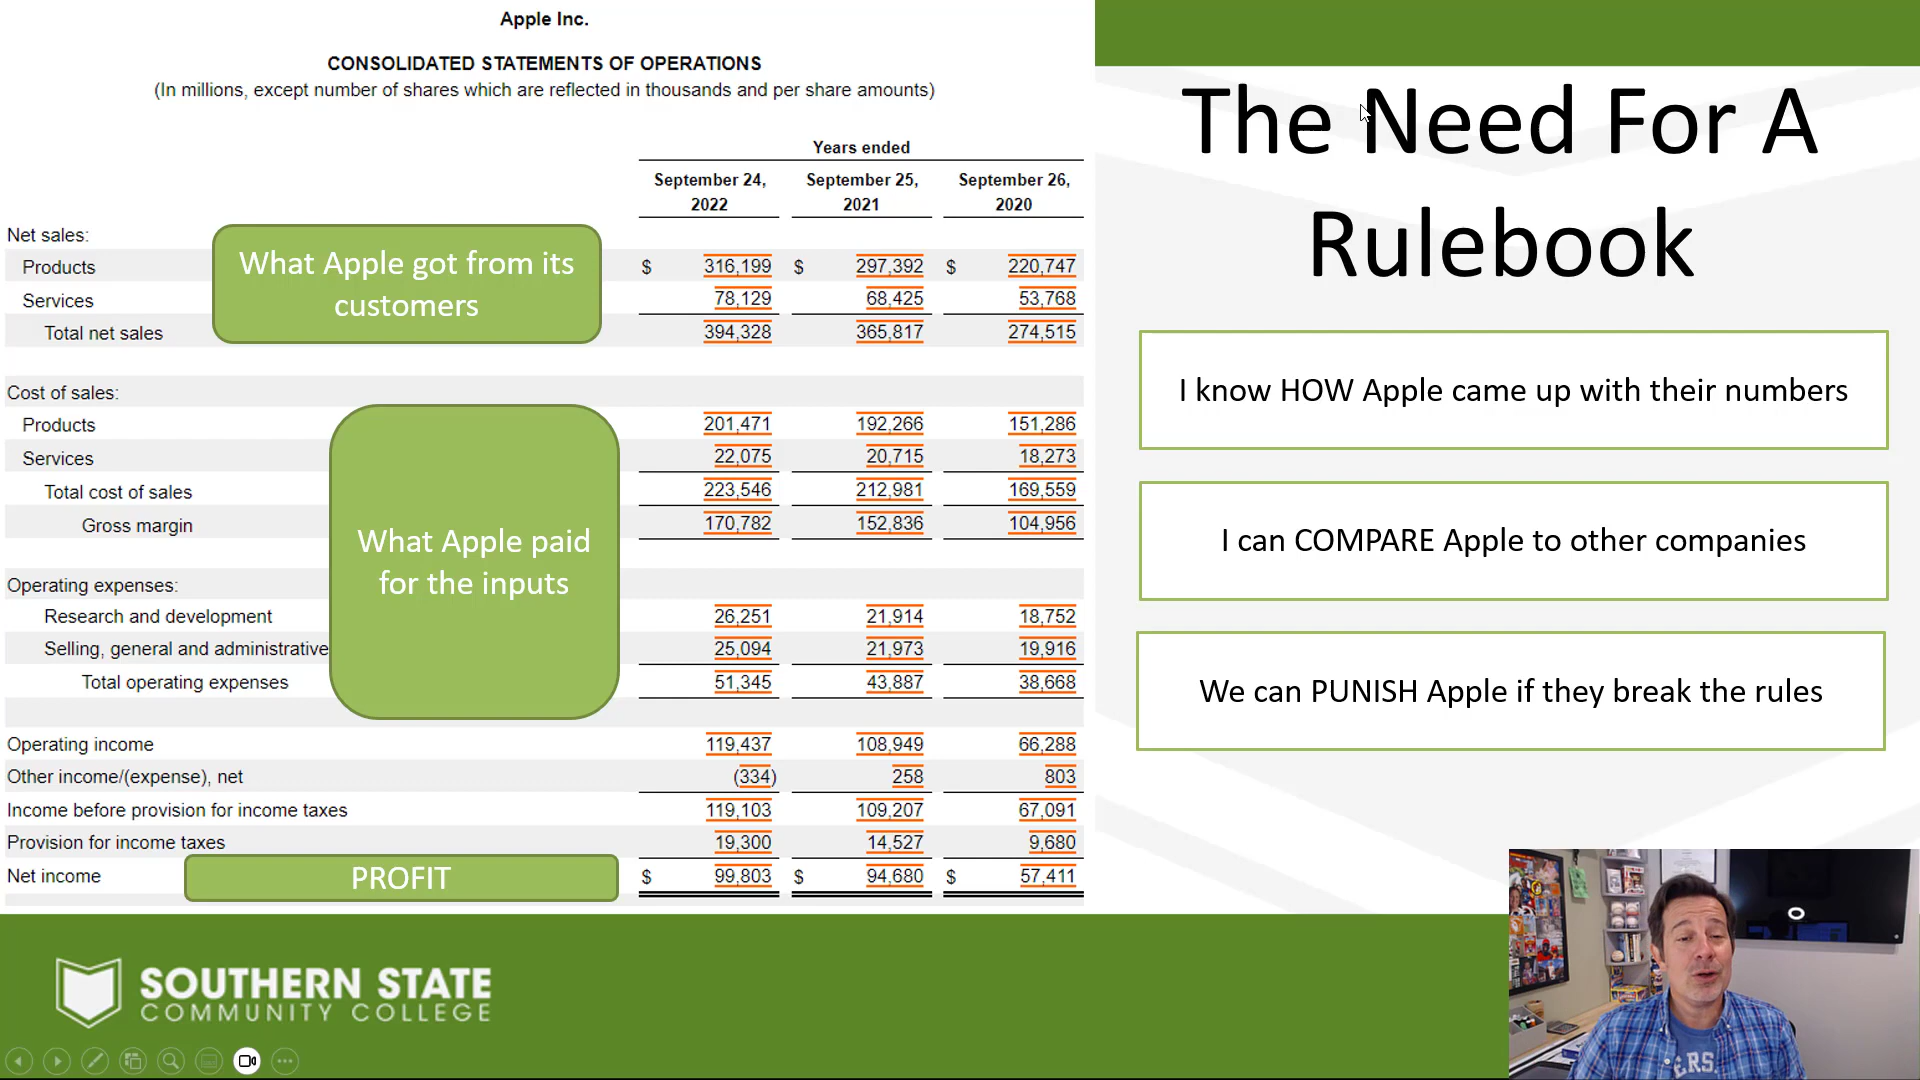 Apple Inc.
CONSOLIDATED STATEMENTS OF OPERATIONS
(In millions, except number of shares which are reflected in thousands and per share amounts)
Years ended
September 24, 2022 September 25, 2021 September 26, 2020
Net sales:
Products $ 316,199 $ 297,392 $ 220,747
Services 78,129 68,425 53,768
Total net sales 394,328 365,817 274,515
What Apple got from its
customers
Cost of sales:
Products 201,471 192,266 151,286
Services 22,075 20,715 18,273
Total cost of sales 223,546 212,981 169,559
Gross margin 170,782 152,836 104,956
What Apple paid
for the inputs
Operating expenses:
Research and development 26,251 21,914 18,752
Selling, general and administrative 25,094 21,973 19,916
Total operating expenses 51,345 43,887 38,668
Operating income 119,437 108,949 66,288
Other income/(expense), net (334) 258 803
Income before provision for income taxes 119,103 109,207 67,091
Provision for income taxes 19,300 14,527 9,680
Net income $ 99,803 $ 94,680 $ 57,411
PROFIT
The Need For A
Rulebook
I know HOW Apple came up with their numbers
I can COMPARE Apple to other companies
We can PUNISH Apple if they break the rules
SOUTHERN STATE
COMMUNITY COLLEGE